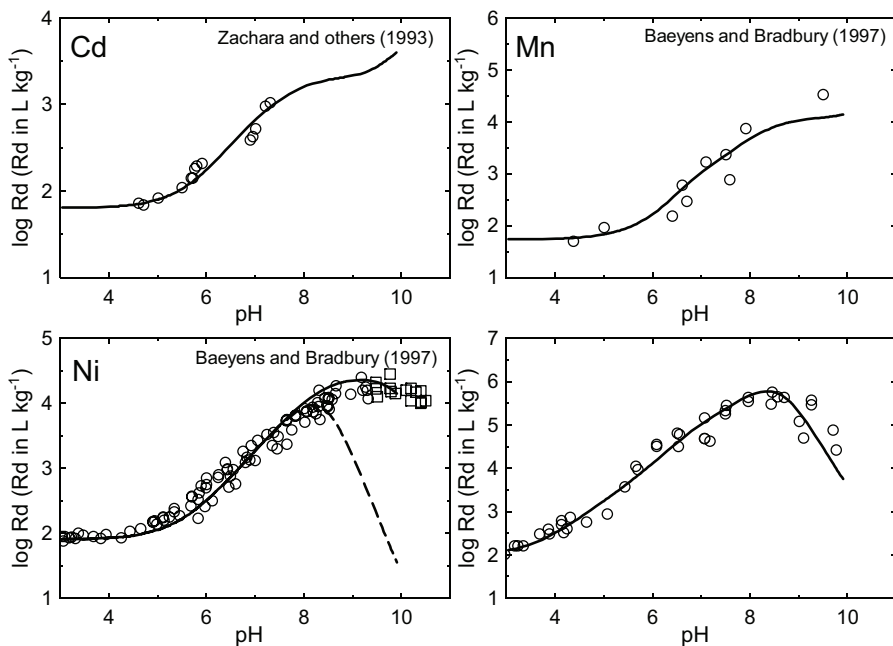 Cd
Zachara and others (1993)
log Rd (Rd in L kg⁻¹)
4
3
2
1
4
6
8
10
pH
Mn
Baeyens and Bradbury (1997)
log Rd (Rd in L kg⁻¹)
6
5
4
3
2
1
4
6
8
10
pH
Ni
Baeyens and Bradbury (1997)
log Rd (Rd in L kg⁻¹)
5
4
3
2
1
4
6
8
10
pH
log Rd (Rd in L kg⁻¹)
7
6
5
4
3
2
1
4
6
8
10
pH